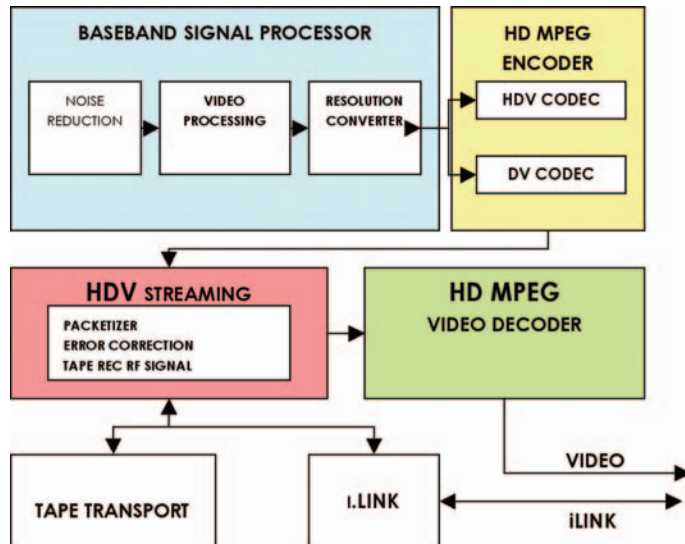 BASEBAND SIGNAL PROCESSOR
NOISE
REDUCTION
VIDEO
PROCESSING
RESOLUTION
CONVERTER
HD MPEG
ENCODER
HDV CODEC
DV CODEC
HDV STREAMING
PACKETIZER
ERROR CORRECTION
TAPE REC RF SIGNAL
HD MPEG
VIDEO DECODER
TAPE TRANSPORT
I.LINK
VIDEO
iLINK